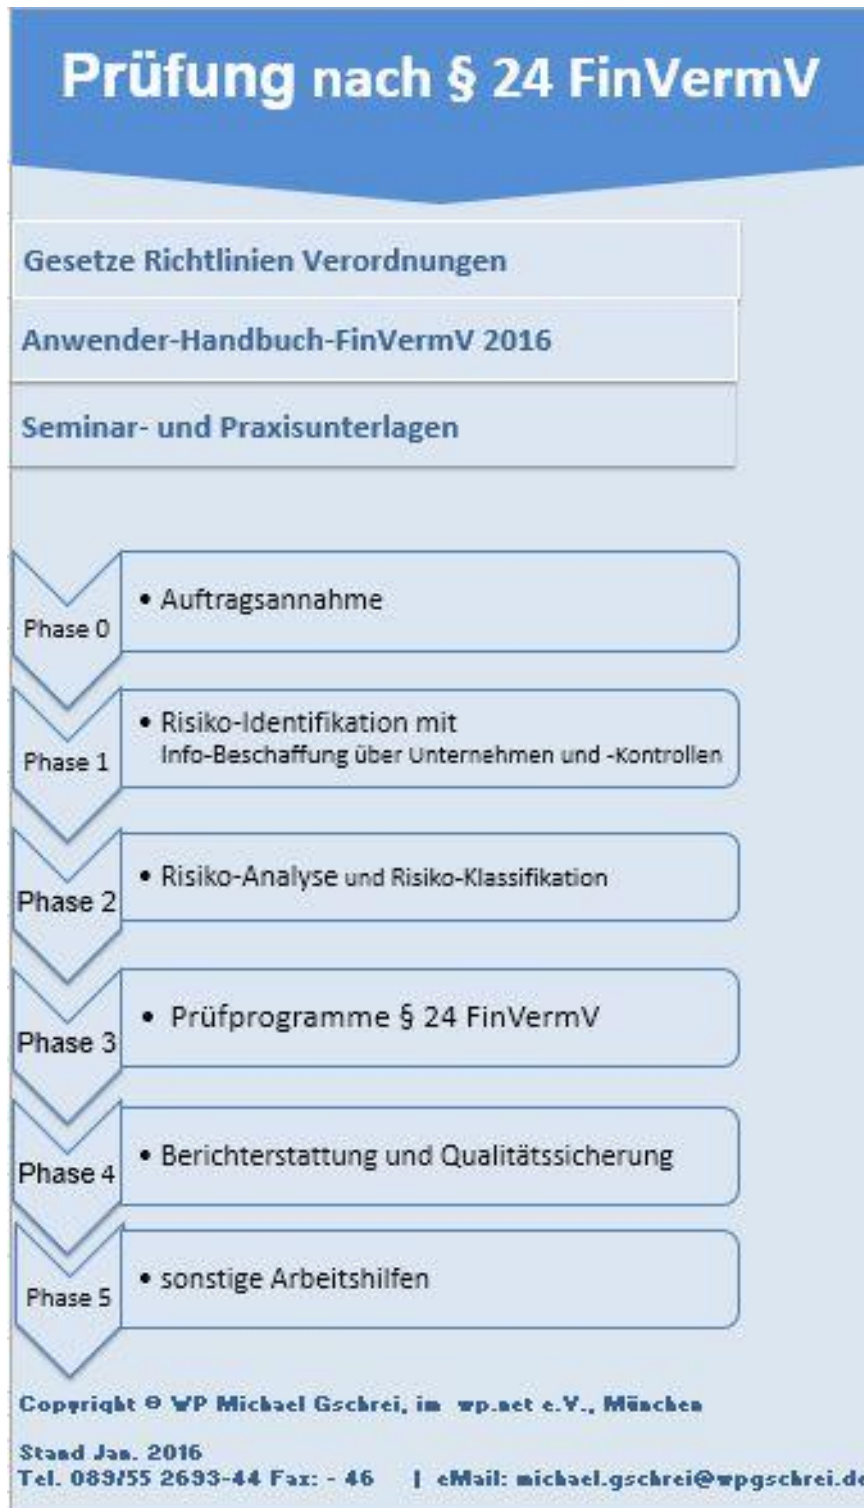 Prüfung nach § 24 FinVermV
Gesetze Richtlinien Verordnungen
Anwender-Handbuch-FinVermV 2016
Seminar- und Praxisunterlagen
Phase 0
• Auftragsannahme
Phase 1
• Risiko-Identifikation mit
Info-Beschaffung über Unternehmen und -Kontrollen
Phase 2
• Risiko-Analyse und Risiko-Klassifikation
Phase 3
• Prüfprogramme § 24 FinVermV
Phase 4
• Berichterstattung und Qualitätssicherung
Phase 5
• sonstige Arbeitshilfen
Copyright © WP Michael Gschrei, im wp.net e.V., München
Stand Jan. 2016
Tel. 089/55 2693-44 Fax: - 46 | eMail: michael.gschrei@wpgschrei.de